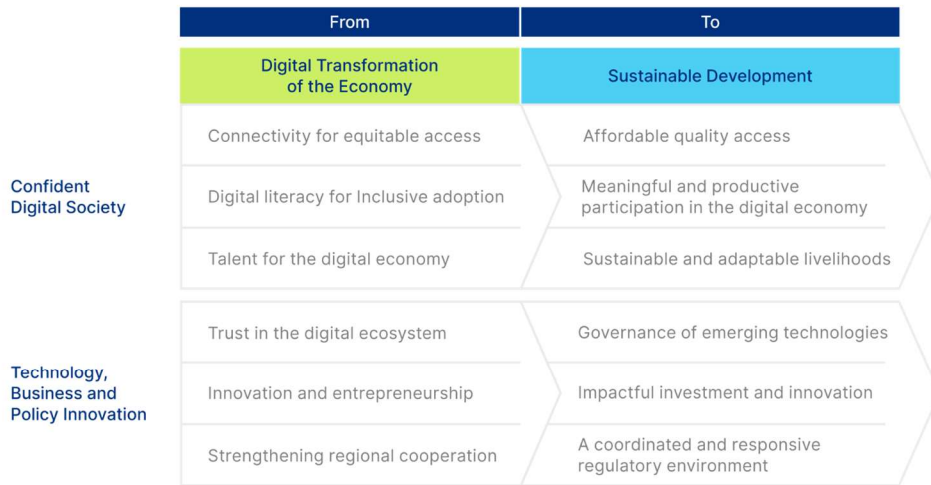 From
To
Digital Transformation
of the Economy
Sustainable Development
Confident
Digital Society
Connectivity for equitable access
Affordable quality access
Digital literacy for Inclusive adoption
Meaningful and productive
participation in the digital economy
Talent for the digital economy
Sustainable and adaptable livelihoods
Technology,
Business and
Policy Innovation
Trust in the digital ecosystem
Governance of emerging technologies
Innovation and entrepreneurship
Impactful investment and innovation
Strengthening regional cooperation
A coordinated and responsive
regulatory environment